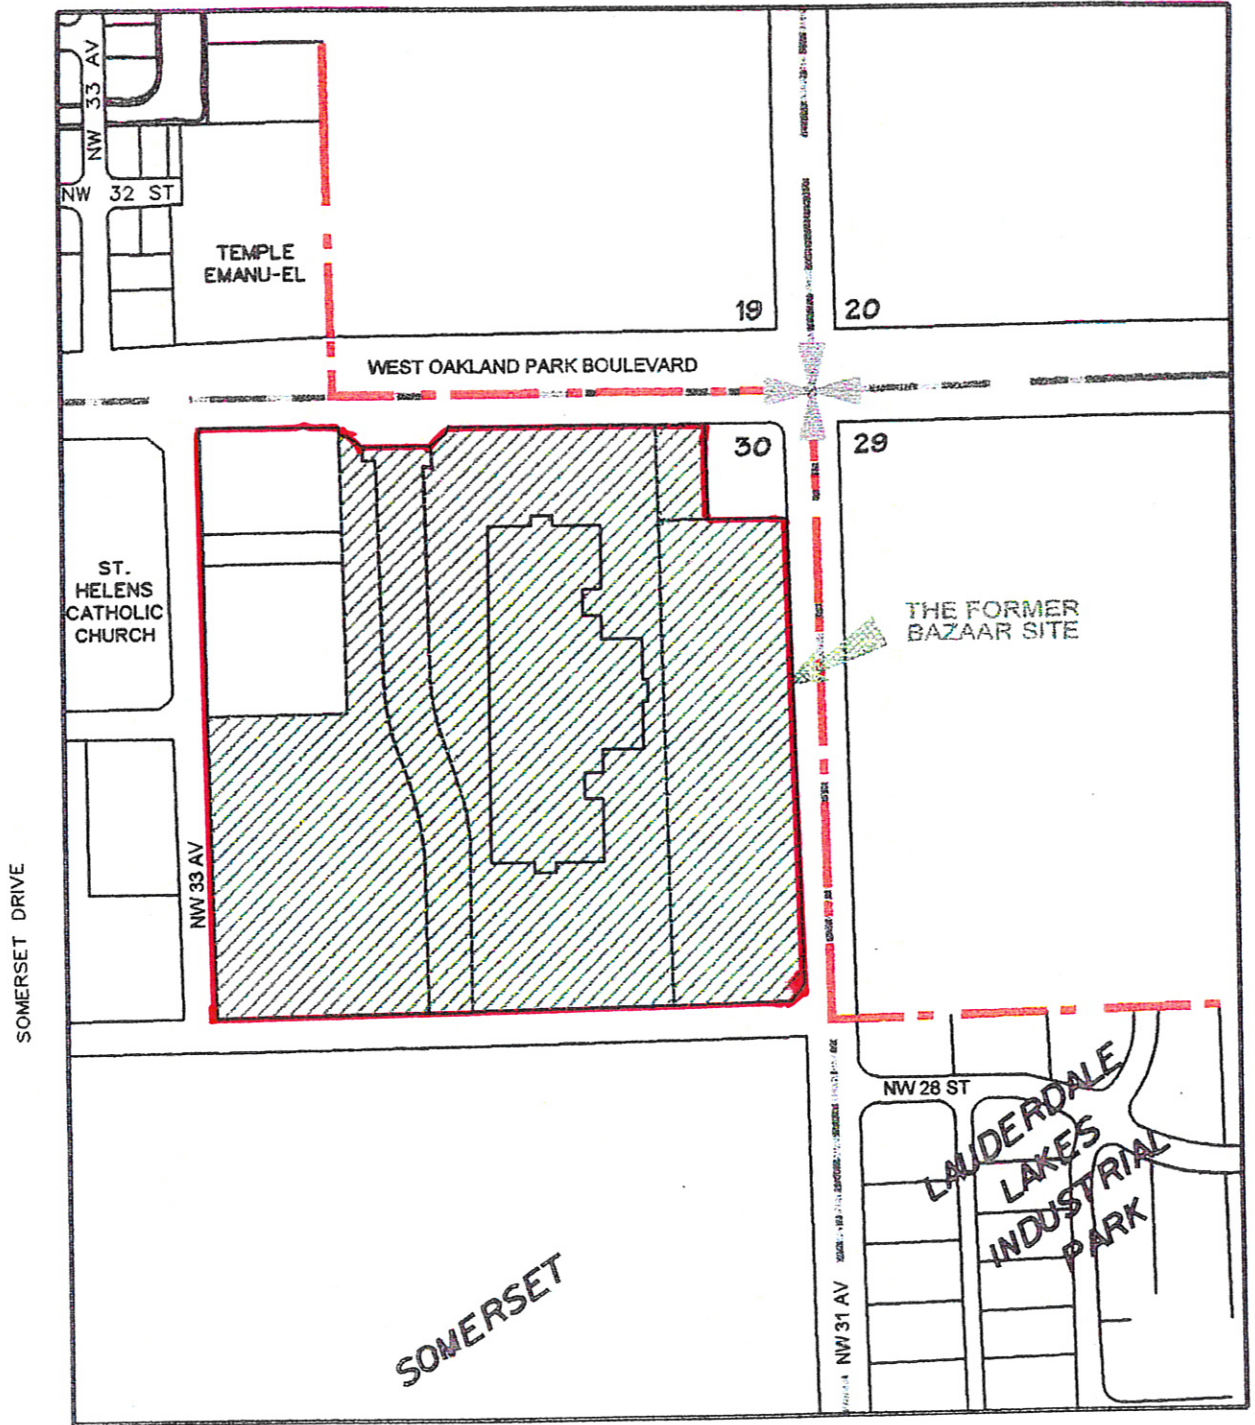 NW 33 AV
NW 32 ST
TEMPLE
EMANU-EL
19
20
WEST OAKLAND PARK BOULEVARD
30
29
ST.
HELENS
CATHOLIC
CHURCH
THE FORMER
BAZAAR SITE
NW 33 AV
SOMERSET DRIVE
NW 28 ST
LAUDERDALE
LAKES
INDUSTRIAL
PARK
SOMERSET
NW 31 AV